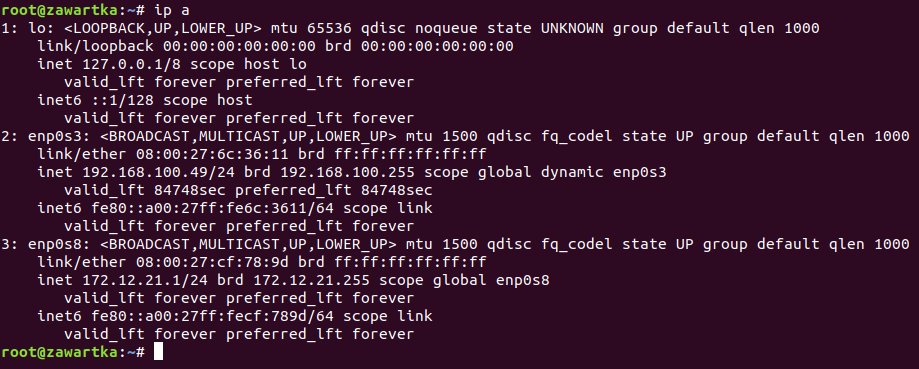 root@zawartka:~# ip a
1: lo: <LOOPBACK,UP,LOWER_UP> mtu 65536 qdisc noqueue state UNKNOWN group default qlen 1000
    link/loopback 00:00:00:00:00:00 brd 00:00:00:00:00:00
    inet 127.0.0.1/8 scope host lo
       valid_lft forever preferred_lft forever
    inet6 ::1/128 scope host
       valid_lft forever preferred_lft forever
2: enp0s3: <BROADCAST,MULTICAST,UP,LOWER_UP> mtu 1500 qdisc fq_codel state UP group default qlen 1000
    link/ether 08:00:27:6c:36:11 brd ff:ff:ff:ff:ff:ff
    inet 192.168.100.49/24 brd 192.168.100.255 scope global dynamic enp0s3
       valid_lft 84748sec preferred_lft 84748sec
    inet6 fe80::a00:27ff:fe6c:3611/64 scope link
       valid_lft forever preferred_lft forever
3: enp0s8: <BROADCAST,MULTICAST,UP,LOWER_UP> mtu 1500 qdisc fq_codel state UP group default qlen 1000
    link/ether 08:00:27:cf:78:9d brd ff:ff:ff:ff:ff:ff
    inet 172.12.21.1/24 brd 172.12.21.255 scope global enp0s8
       valid_lft forever preferred_lft forever
    inet6 fe80::a00:27ff:fecf:789d/64 scope link
       valid_lft forever preferred_lft forever
root@zawartka:~#